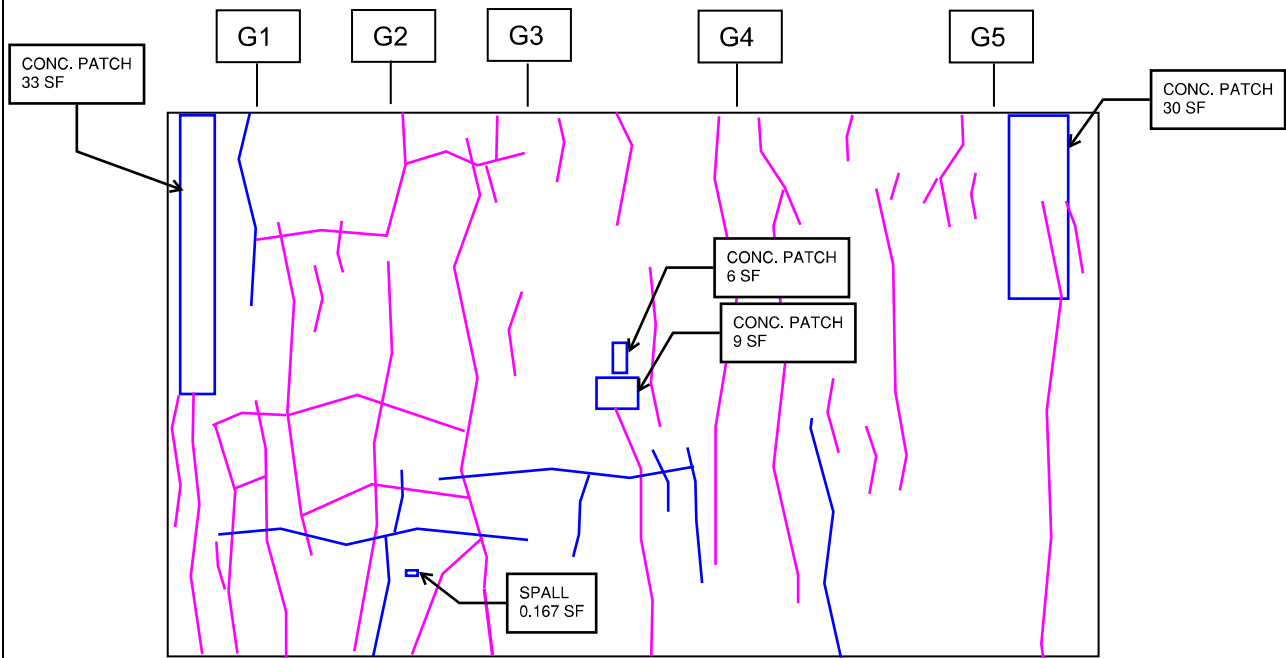 G1
G2
G3
G4
G5
CONC. PATCH
33 SF
CONC. PATCH
30 SF
CONC. PATCH
6 SF
CONC. PATCH
9 SF
SPALL
0.167 SF